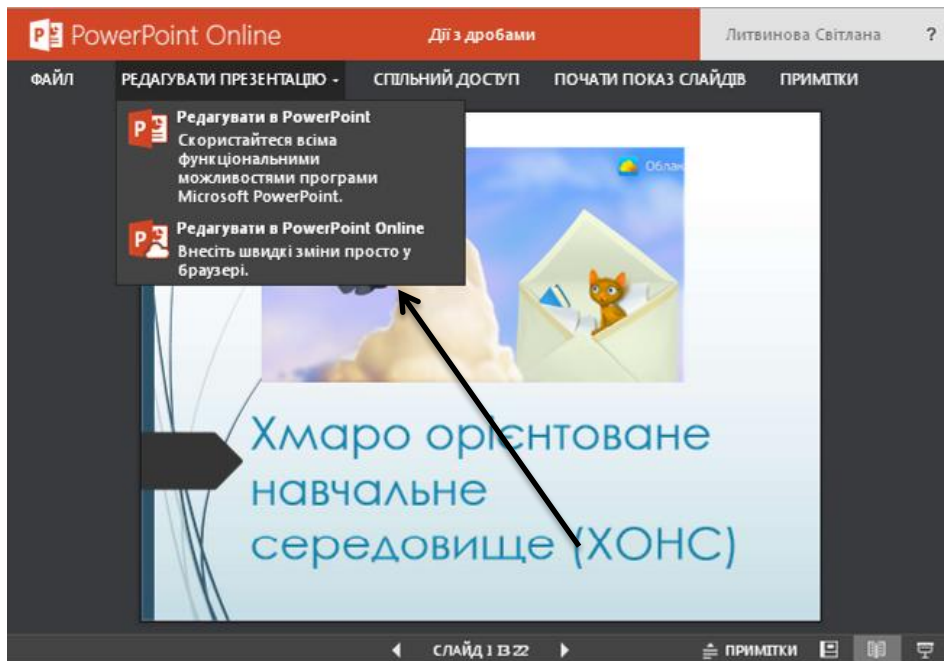 PowerPoint Online Дії з дробами Литвинова Світлана ?
ФАЙЛ РЕДАГУВАТИ ПРЕЗЕНТАЦІЮ СПІЛЬНИЙ ДОСТУП ПОЧАТИ ПОКАЗ СЛАЙДІВ ПРИМІТКИ
Редагувати в PowerPoint
Скористайтеся всіма
функціональними
можливостями програми
Microsoft PowerPoint.
Редагувати в PowerPoint Online
Внесіть швидкі зміни просто у
браузері.
Хмаро орієнтоване
навчальне
середовище (ХОНС)
СЛАЙД 1 ІЗ 22 ПРИМІТКИ